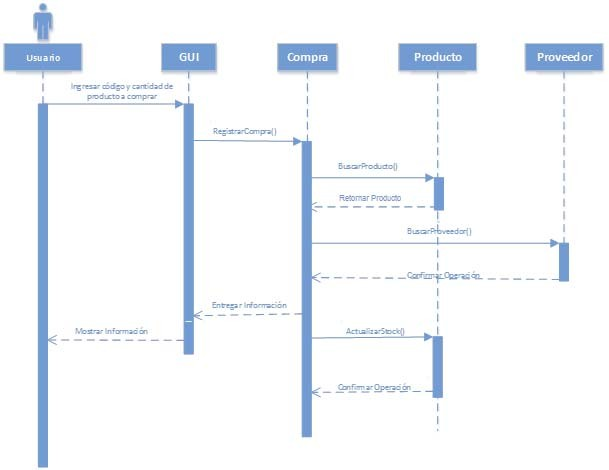 Usuario
GUI
Compra
Producto
Proveedor
Ingresar código y cantidad de
producto a comprar
RegistrarCompra()
BuscarProducto()
Retornar Producto
BuscarProveedor()
Confirmar Operación
Entregar Información
Mostrar Información
ActualizarStock()
Confirmar Operación